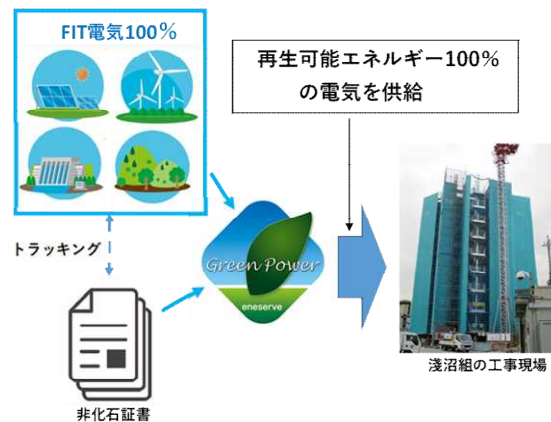 FIT電気100%
再生可能エネルギー100%
の電気を供給
トラッキング
Green Power
eneserve
非化石証書
淺沼組の工事現場